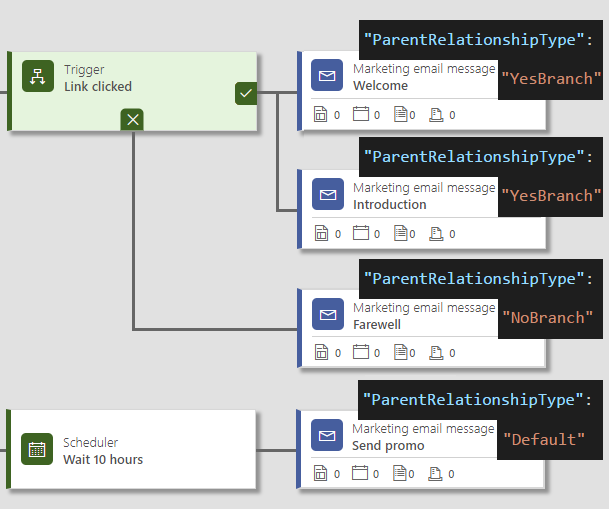 Trigger
Link clicked
"ParentRelationshipType":
Marketing email message
"YesBranch"
Welcome
0 0 0 0
"ParentRelationshipType":
Marketing email message
"YesBranch"
Introduction
0 0 0 0
"ParentRelationshipType":
Marketing email message
"NoBranch"
Farewell
0 0 0 0
Scheduler
Wait 10 hours
"ParentRelationshipType":
Marketing email message
"Default"
Send promo
0 0 0 0